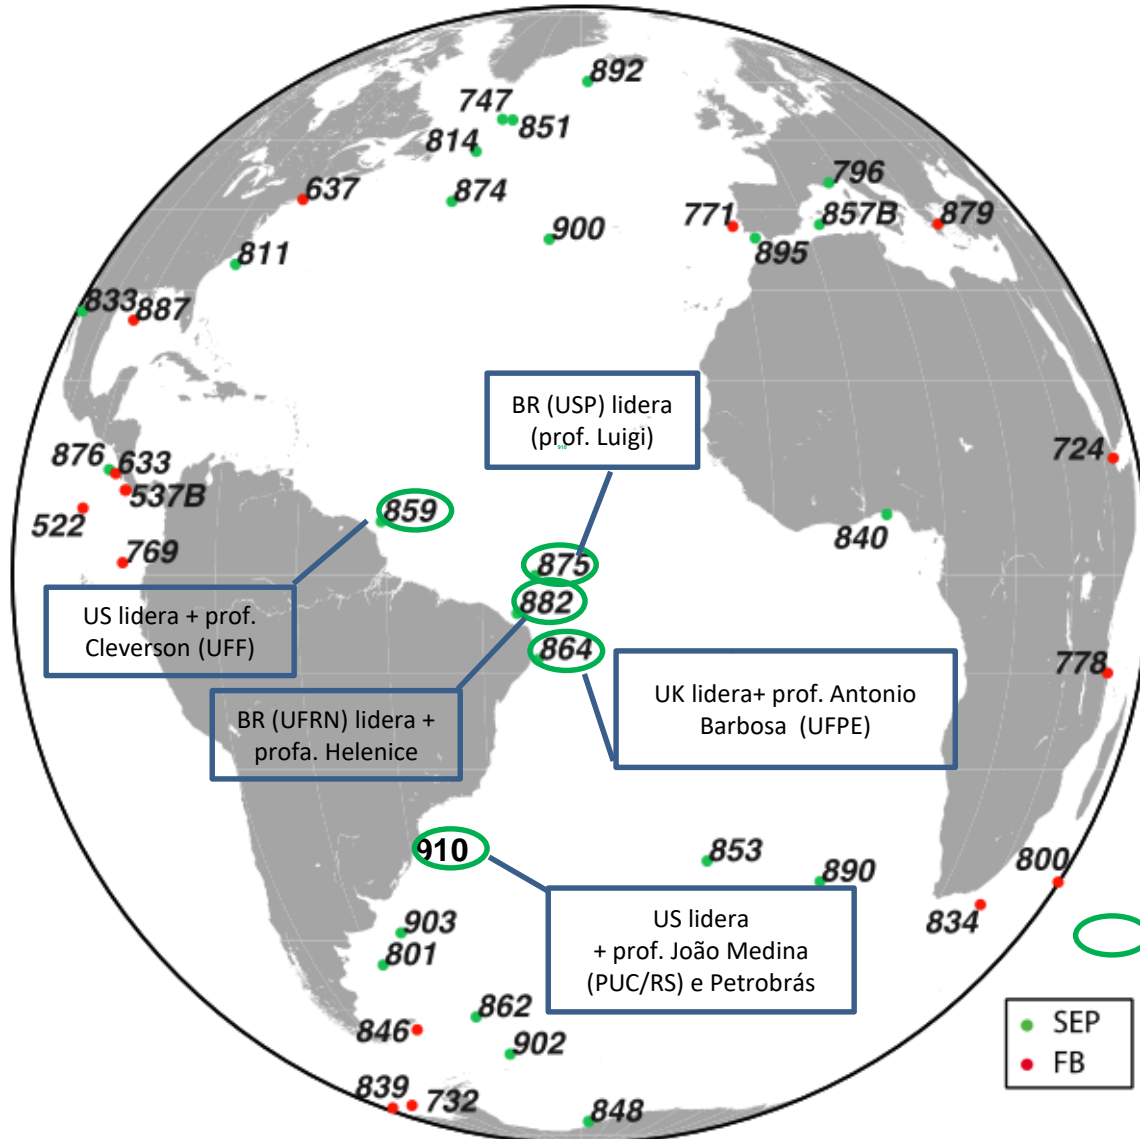 892
747
851
814
796
637
874
771
857B
879
900
895
811
833
887
BR (USP) lidera
(prof. Luigi)
876
633
724
537B
859
522
840
769
875
882
US lidera + prof.
Cleverson (UFF)
864
778
BR (UFRN) lidera +
profa. Helenice
UK lidera+ prof. Antonio
Barbosa (UFPE)
910
853
800
890
834
US lidera
+ prof. João Medina
(PUC/RS) e Petrobrás
903
801
862
846
902
SEP
FB
839
732
848